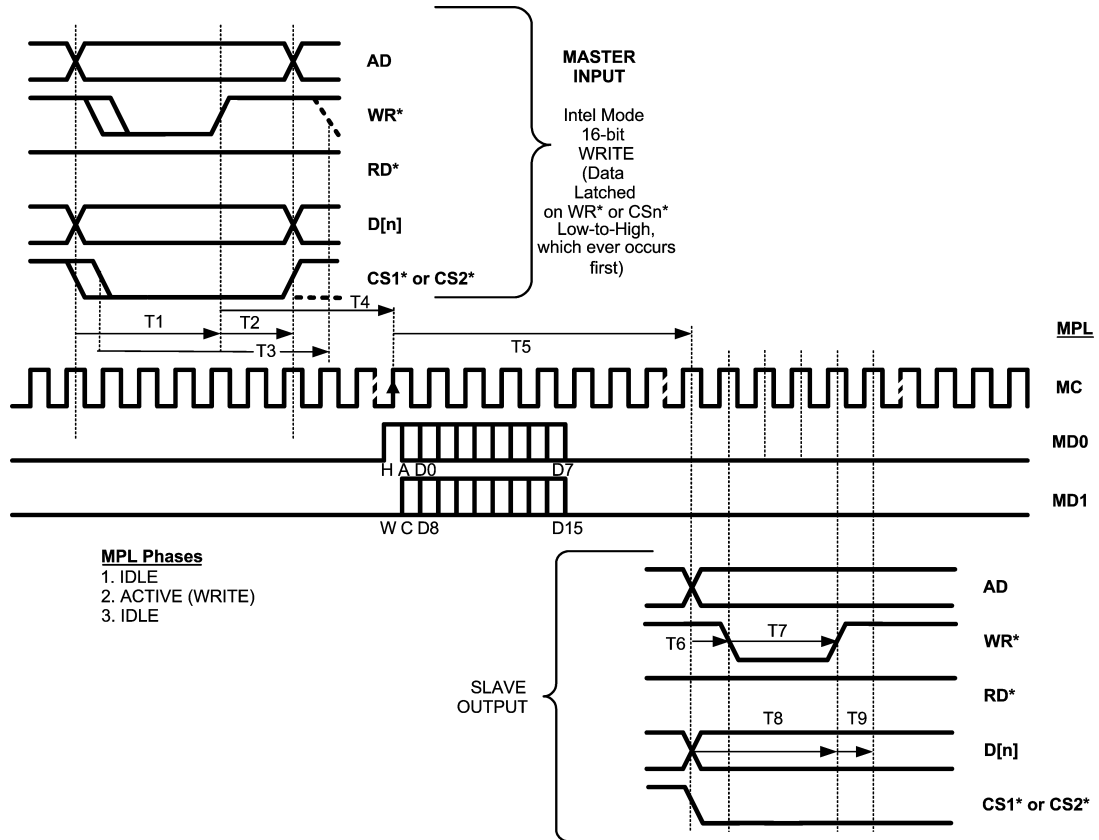 AD
WR*
RD*
D[n]
CS1* or CS2*
MASTER
INPUT
Intel Mode
16-bit
WRITE
(Data
Latched
on WR* or CSn*
Low-to-High,
which ever occurs
first)
T4
T1
T2
T3
T5
MPL
MC
MD0
H A D0
D7
MD1
W C D8
D15
MPL Phases
1. IDLE
2. ACTIVE (WRITE)
3. IDLE
SLAVE
OUTPUT
AD
T6
T7
WR*
RD*
T8
T9
D[n]
CS1* or CS2*